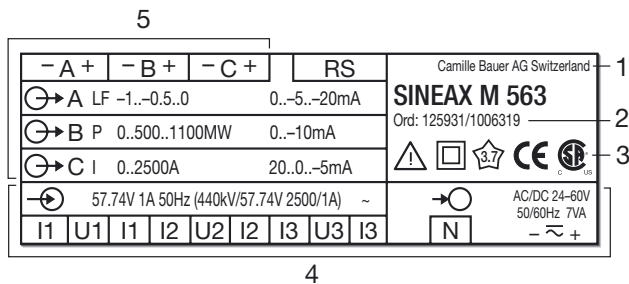 5
– A + – B + – C + RS
A LF –1..–0.5..0 0..–5..–20mA
B P 0..500..1100MW 0..–10mA
C I 0..2500A 20..0..–5mA
57.74V 1A 50Hz (440kV/57.74V 2500/1A) ~
I1 U1 I1 I2 U2 I2 I3 U3 I3
Camille Bauer AG Switzerland 1
SINEAX M 563
Ord: 125931/1006319 2
3.7 CE SA C US 3
AC/DC 24–60V
50/60Hz 7VA
N – ⎓ +
4